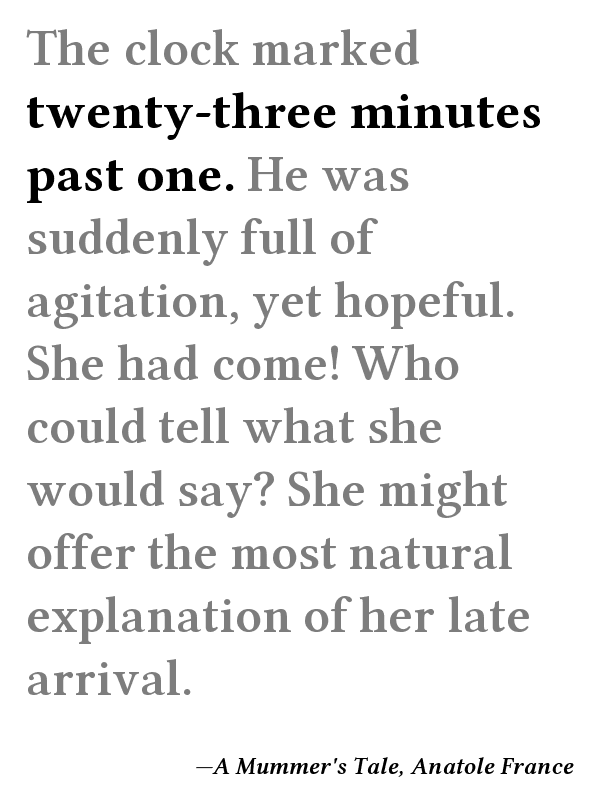 The clock marked
twenty-three minutes
past one. He was
suddenly full of
agitation, yet hopeful.
She had come! Who
could tell what she
would say? She might
offer the most natural
explanation of her late
arrival.
—A Mummer's Tale, Anatole France